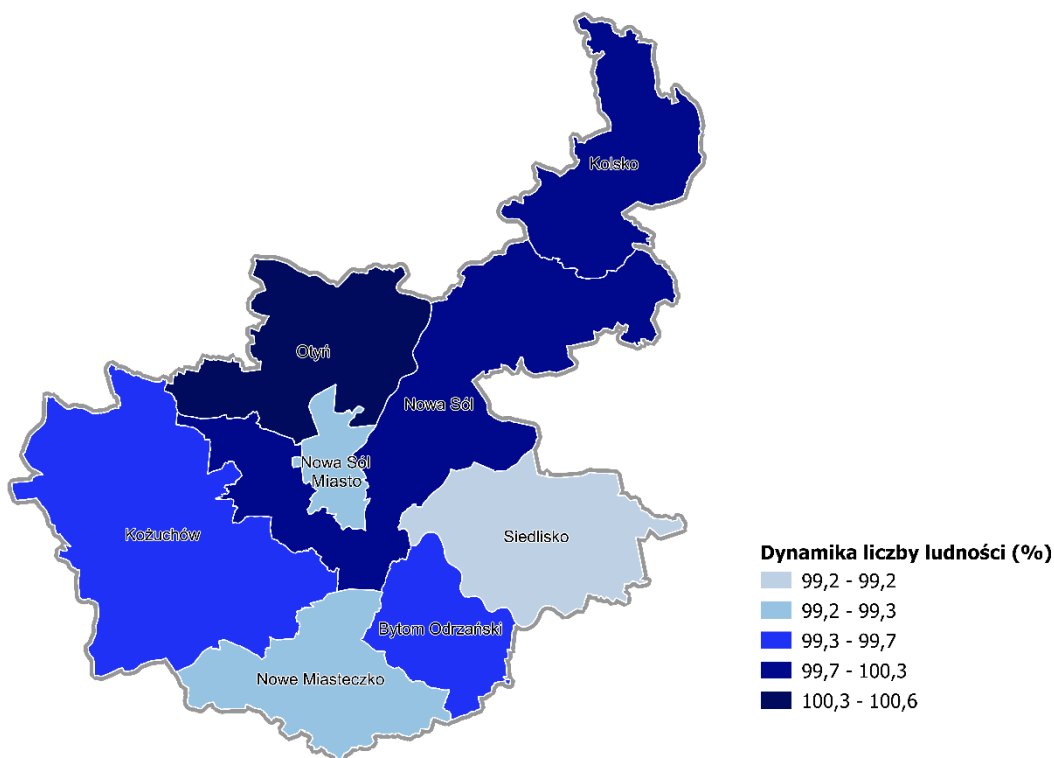 Kolsko
Otyń
Nowa Sól
Nowa Sól
Miasto
Kożuchów
Siedlisko
Bytom Odrzański
Nowe Miasteczko
Dynamika liczby ludności (%)
99,2 - 99,2
99,2 - 99,3
99,3 - 99,7
99,7 - 100,3
100,3 - 100,6